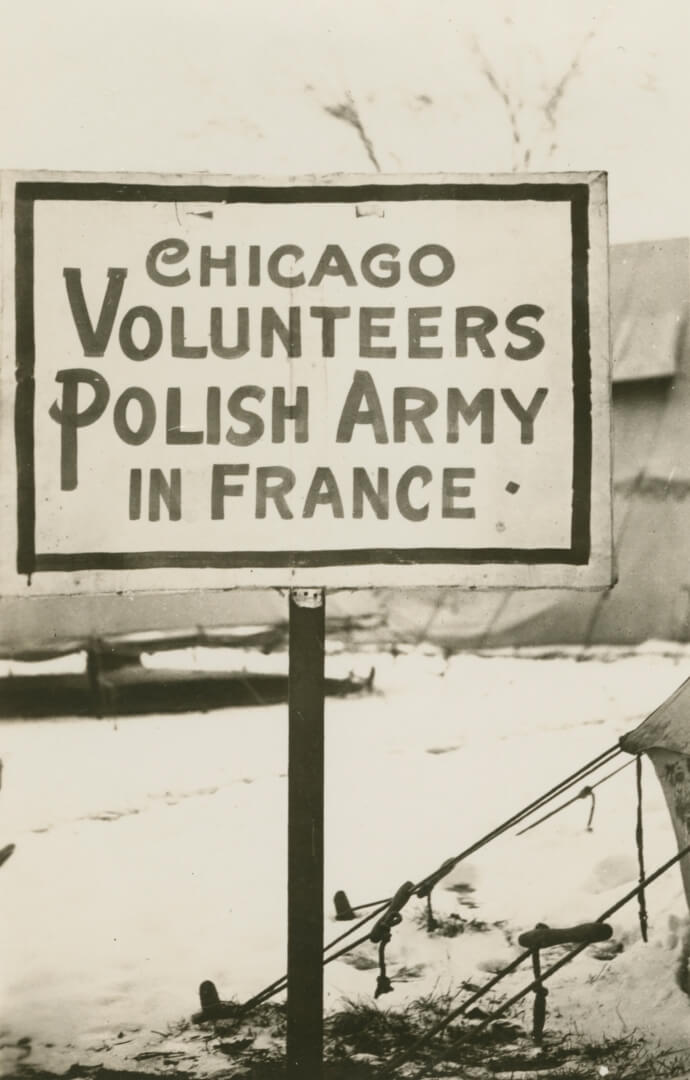 CHICAGO
VOLUNTEERS
POLISH ARMY
IN FRANCE.